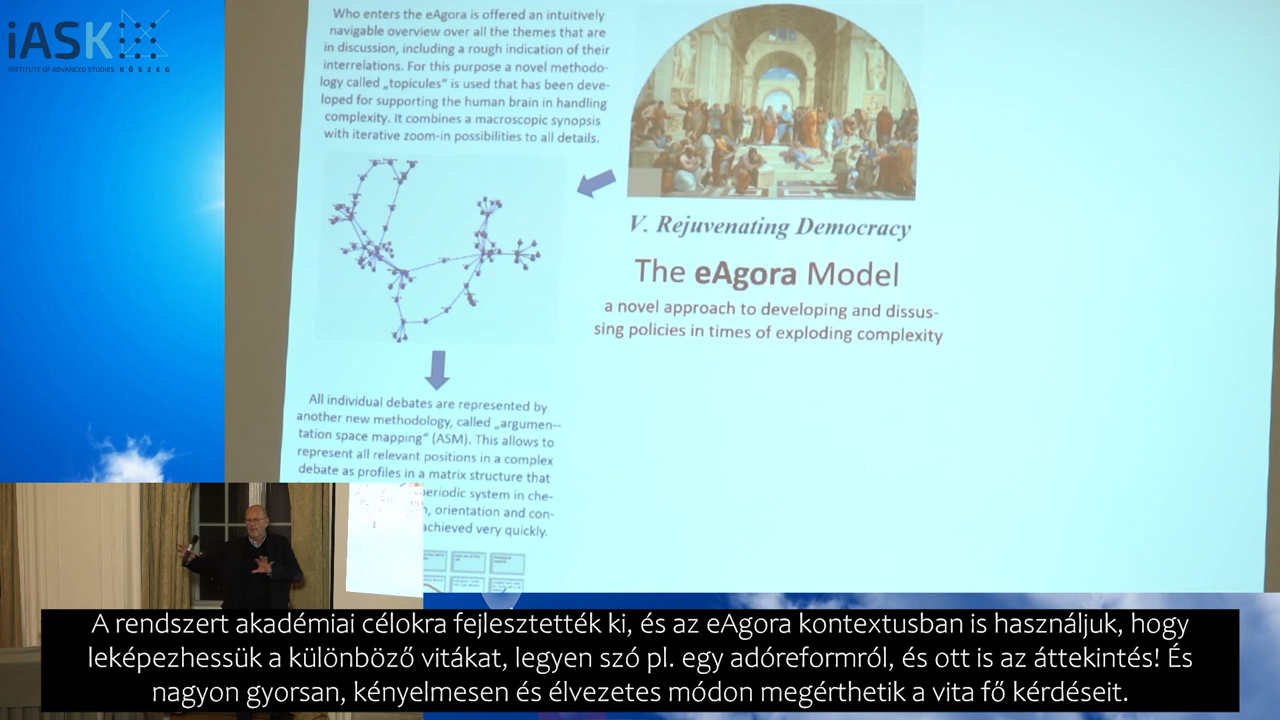 iASK
INSTITUTE OF ADVANCED STUDIES KŐSZEG
Who enters the eAgora is offered an intuitively
navigable overview over all the themes that are
in discussion, including a rough indication of their
interrelations. For this purpose a novel methodo-
logy called „topicules“ is used that has been deve-
loped for supporting the human brain in handling
complexity. It combines a macroscopic synopsis
with iterative zoom-in possibilities to all details.
V. Rejuvenating Democracy
The eAgora Model
a novel approach to developing and dissus-
sing policies in times of exploding complexity
All individual debates are represented by
another new methodology, called „argumen--
tation space mapping“ (ASM). This allows to
represent all relevant positions in a complex
debate as profiles in a matrix structure that
periodic system in che-
, orientation and con-
achieved very quickly.
A rendszert akadémiai célokra fejlesztették ki, és az eAgora kontextusban is használjuk, hogy
leképezhessük a különböző vitákat, legyen szó pl. egy adóreformról, és ott is az áttekintés! És
nagyon gyorsan, kényelmesen és élvezetes módon megérthetik a vita fő kérdéseit.